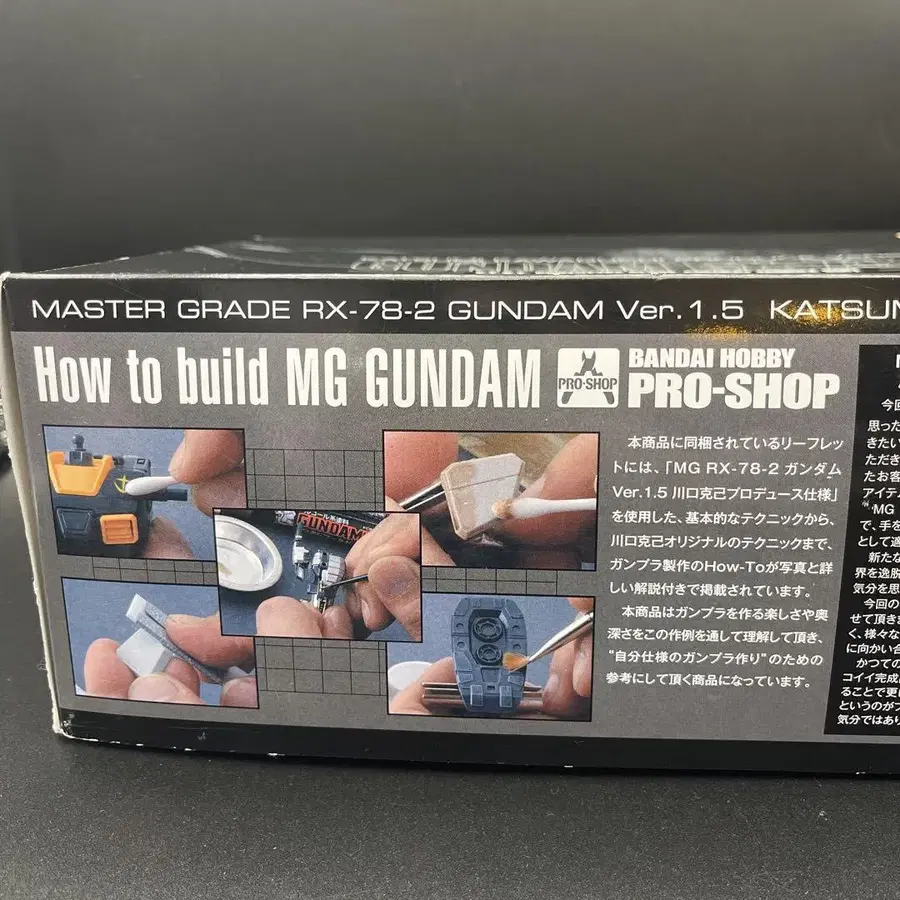 MASTER GRADE RX-78-2 GUNDAM Ver.1.5 KATSUM
How to build MG GUNDAM
PRO-SHOP
BANDAI HOBBY
PRO-SHOP
GUNDAM
本商品に同梱されているリーフレッ
トには、「MG RX-78-2 ガンダム
Ver.1.5 川口克己プロデュース仕様」
を使用した、基本的なテクニックから、
川口克己オリジナルのテクニックまで、
ガンプラ製作のHow-Toが写真と詳
しい解説付きで掲載されています。
本商品はガンプラを作る楽しさや奥
深さをこの作例を通して理解して頂き、
"自分仕様のガンプラ作り"のための
参考にして頂く商品になっています。
今回
思った
きたい
ただき
たお客
アイテ
"MG
で、手を
として適
新たな
界を逸脱
気分を思
今回の
せて頂きま
く、様々な
に向かい合
かつての
コイイ完成
ることで更に
というのがフ
気分ではあり